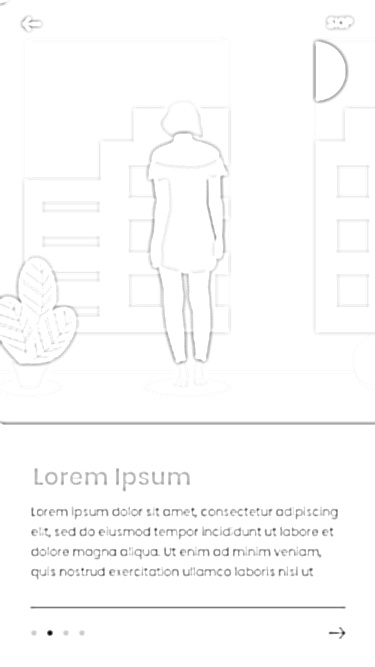 SKIP
Lorem Ipsum
Lorem ipsum dolor sit amet, consectetur adipiscing
elit, sed do eiusmod tempor incididunt ut labore et
dolore magna aliqua. Ut enim ad minim veniam,
quis nostrud exercitation ullamco laboris nisi ut